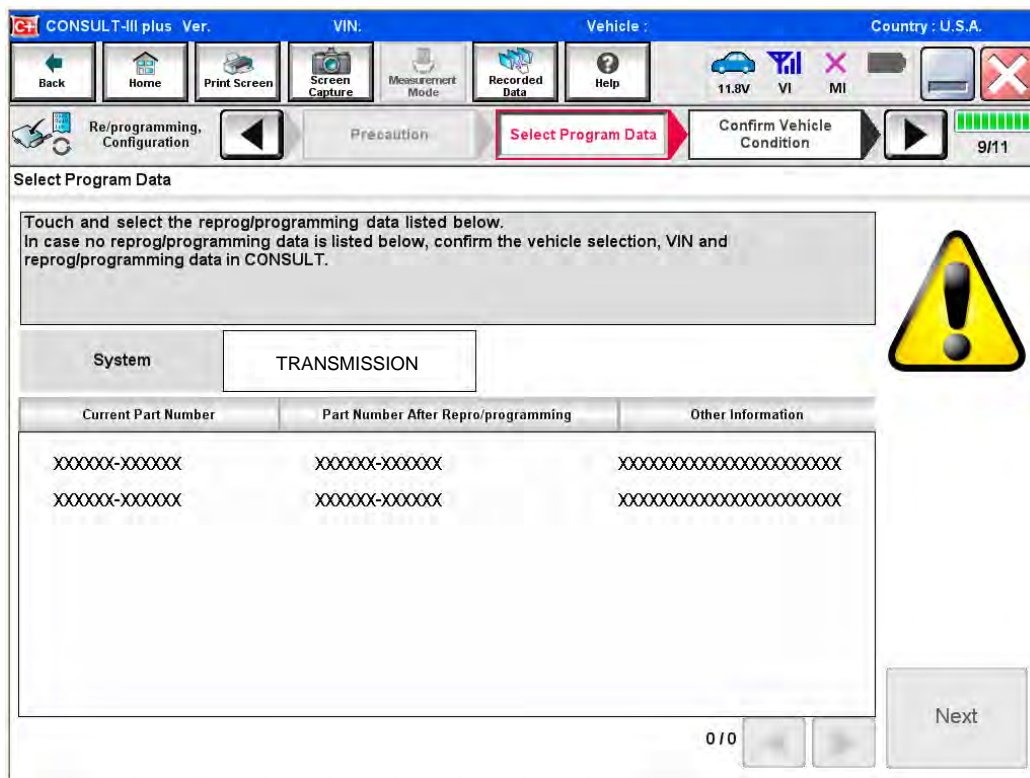 C+ CONSULT-III plus Ver. VIN: Vehicle : Country : U.S.A.
Back Home Print Screen Screen Capture Measurement Mode Recorded Data Help 11.8V VI MI
Re/programming, Configuration Precaution Select Program Data Confirm Vehicle Condition 9/11
Select Program Data
Touch and select the reprog/programming data listed below.
In case no reprog/programming data is listed below, confirm the vehicle selection, VIN and
reprog/programming data in CONSULT.
System TRANSMISSION
Current Part Number Part Number After Repro/programming Other Information
XXXXXX-XXXXXX XXXXXX-XXXXXX XXXXXXXXXXXXXXXXXXXXXX
XXXXXX-XXXXXX XXXXXX-XXXXXX XXXXXXXXXXXXXXXXXXXXXX
Next
0/0